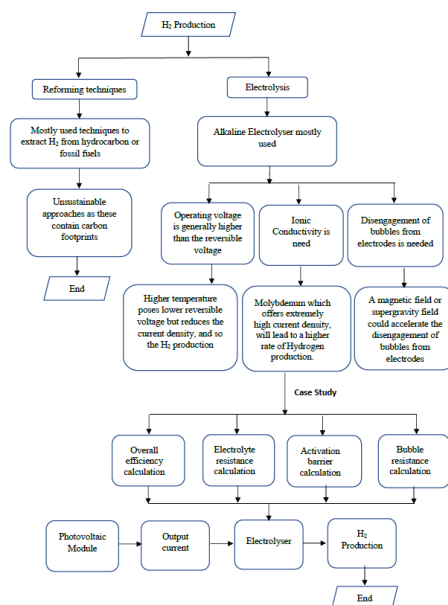 H₂ Production
Reforming techniques
Electrolysis
Mostly used techniques to
extract H₂ from hydrocarbon or
fossil fuels
Alkaline Electrolyser mostly
used
Unsustainable
approaches as these
contain carbon
footprints
Operating voltage
is generally higher
than the reversible
voltage
Ionic
Conductivity is
need
Disengagement of
bubbles from
electrodes is needed
End
Higher temperature
poses lower reversible
voltage but reduces the
current density, and so
the H₂ production
Molybdemum which
offers extremely
high current density,
will lead to a higher
rate of Hydrogen
production.
A magnetic field or
supergravity field
could accelerate the
disengagement of
bubbles from
electrodes
Case Study
Overall
efficiency
calculation
Electrolyte
resistance
calculation
Activation
barrier
calculation
Bubble
resistance
calculation
Photovoltaic
Module
Output
current
Electrolyser
H₂
Production
End